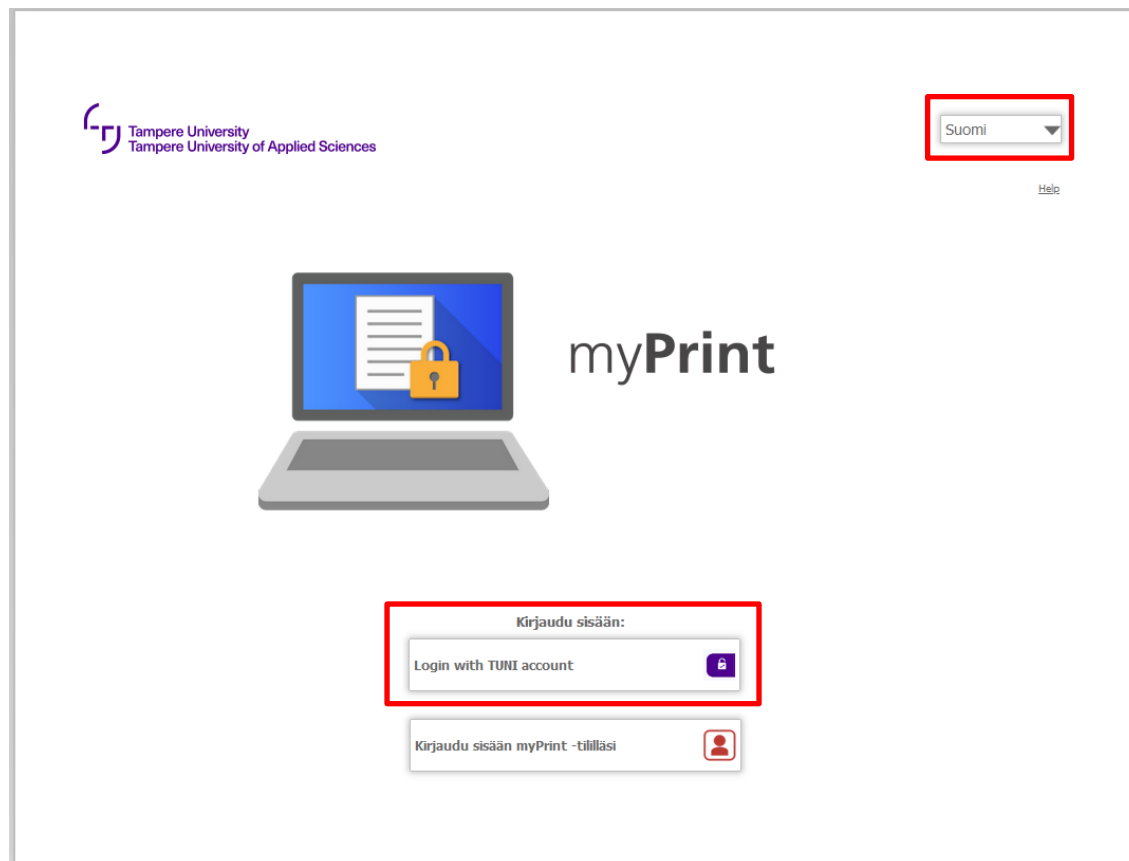 Tampere University
Tampere University of Applied Sciences
Suomi
Help
myPrint
Kirjaudu sisään:
Login with TUNI account
Kirjaudu sisään myPrint -tililläsi